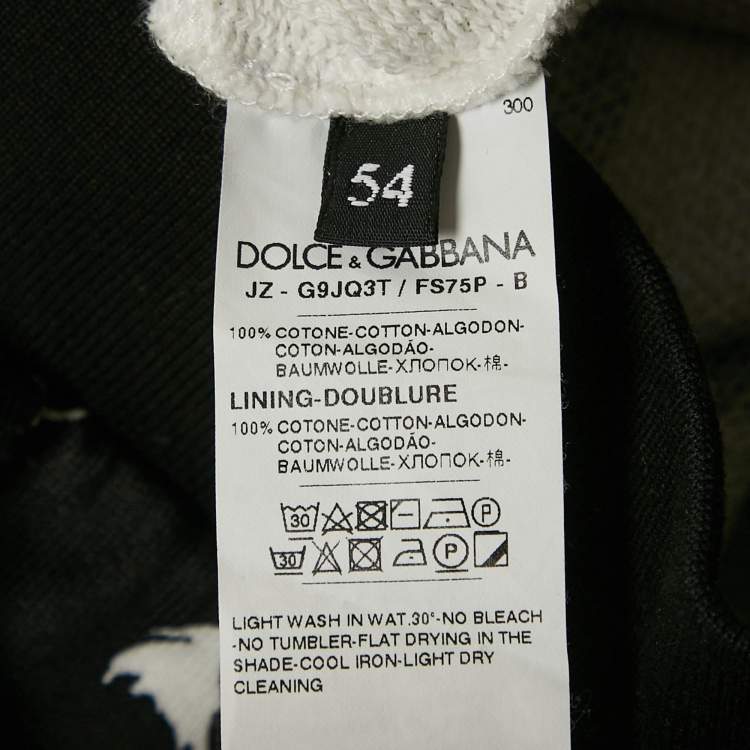 300
54
DOLCE & GABBANA
JZ - G9JQ3T / FS75P - B
100% COTONE-COTTON-ALGODON-
COTON-ALGODÃO-
BAUMWOLLE-ХЛОПОК-棉-
LINING-DOUBLURE
100% COTONE-COTTON-ALGODON-
COTON-ALGODÃO-
BAUMWOLLE-ХЛОПОК-棉-
30 P
30 P
LIGHT WASH IN WAT.30°-NO BLEACH
-NO TUMBLER-FLAT DRYING IN THE
SHADE-COOL IRON-LIGHT DRY
CLEANING